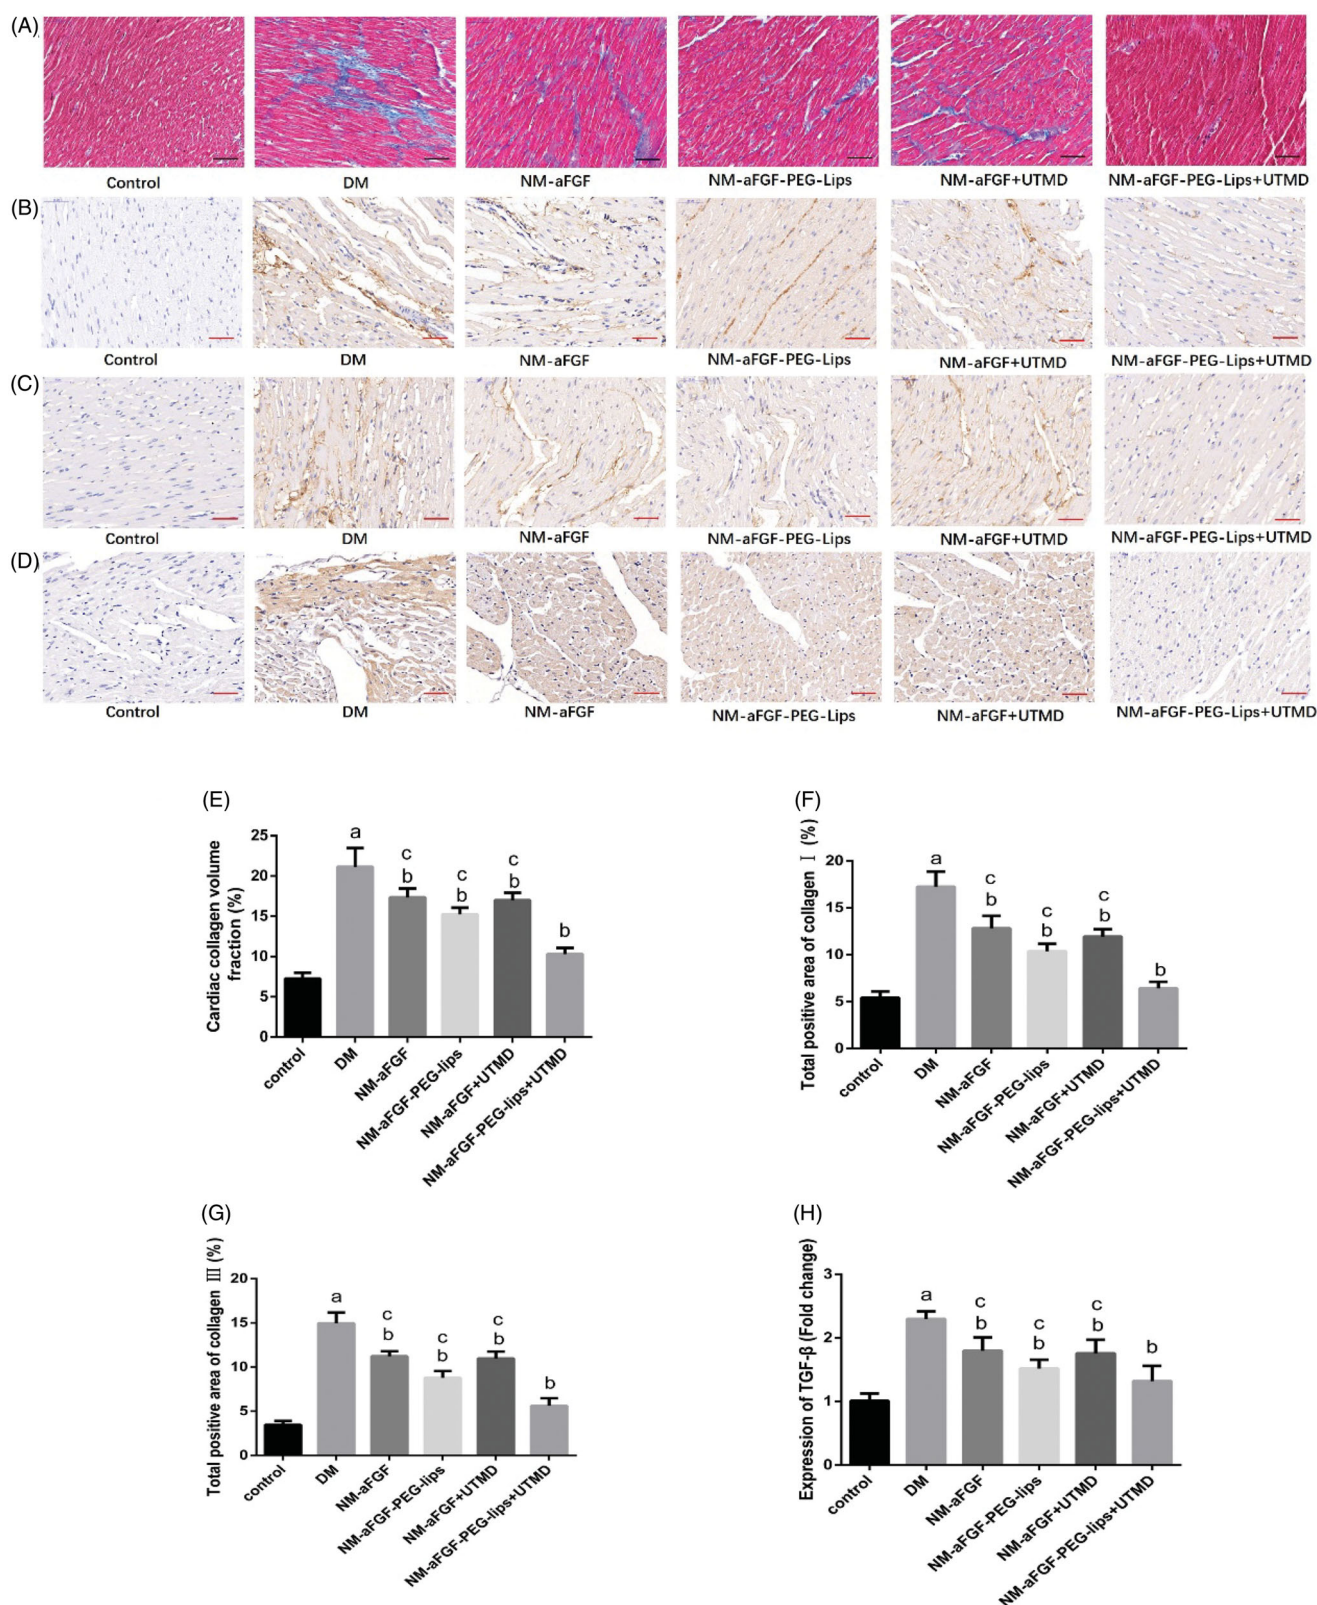 (A)
Control DM NM-aFGF NM-aFGF-PEG-Lips NM-aFGF+UTMD NM-aFGF-PEG-Lips+UTMD
(B)
Control DM NM-aFGF NM-aFGF-PEG-Lips NM-aFGF+UTMD NM-aFGF-PEG-Lips+UTMD
(C)
Control DM NM-aFGF NM-aFGF-PEG-Lips NM-aFGF+UTMD NM-aFGF-PEG-Lips+UTMD
(D)
Control DM NM-aFGF NM-aFGF-PEG-Lips NM-aFGF+UTMD NM-aFGF-PEG-Lips+UTMD
(E)
Cardiac collagen volume
fraction (%)
25
20
15
10
5
0
a
c
b
c
b
c
b
b
control
DM
NM-aFGF
NM-aFGF-PEG-lips
NM-aFGF+UTMD
NM-aFGF-PEG-lips+UTMD
(F)
Total positive area of collagen Ⅰ (%)
20
15
10
5
0
a
c
b
c
b
c
b
b
control
DM
NM-aFGF
NM-aFGF-PEG-lips
NM-aFGF+UTMD
NM-aFGF-PEG-lips+UTMD
(G)
Total positive area of collagen Ⅲ (%)
20
15
10
5
0
a
c
b
c
b
c
b
b
control
DM
NM-aFGF
NM-aFGF-PEG-lips
NM-aFGF+UTMD
NM-aFGF-PEG-lips+UTMD
(H)
Expression of TGF-β (Fold change)
3
2
1
0
a
c
b
c
b
c
b
b
control
DM
NM-aFGF
NM-aFGF-PEG-lips
NM-aFGF+UTMD
NM-aFGF-PEG-lips+UTMD